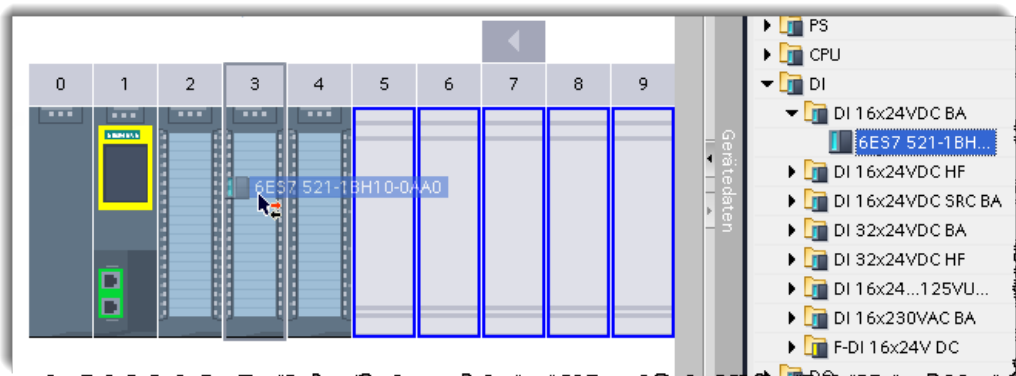 0 1 2 3 4 5 6 7 8 9
SIEMENS
6ES7 521-1BH10-0AA0
Gerätedaten
PS
CPU
DI
DI 16x24VDC BA
6ES7 521-1BH...
DI 16x24VDC HF
DI 16x24VDC SRC BA
DI 32x24VDC BA
DI 32x24VDC HF
DI 16x24...125VU...
DI 16x230VAC BA
F-DI 16x24V DC